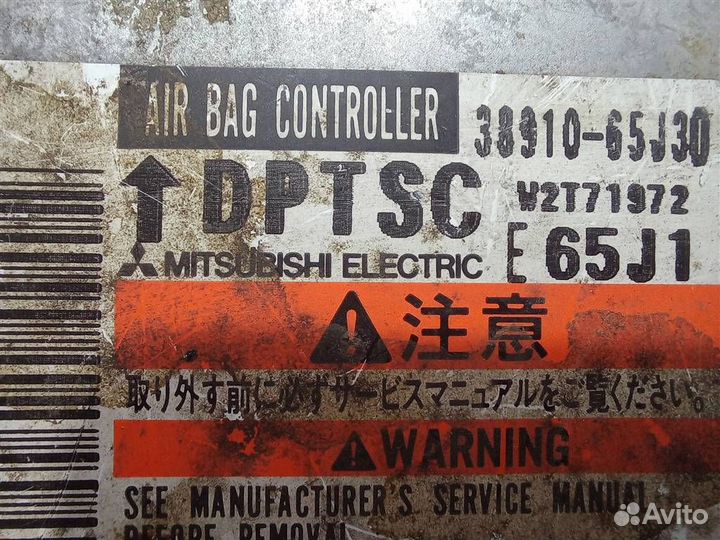 AIR BAG CONTROLLER 38910-65J30
DPTSC W2T71972
MITSUBISHI ELECTRIC E 65J1
注意
取り外す前に必ずサービスマニュアルをご覧ください。
WARNING
SEE MANUFACTURER'S SERVICE MANUAL
BEFORE REMOVAL
Avito